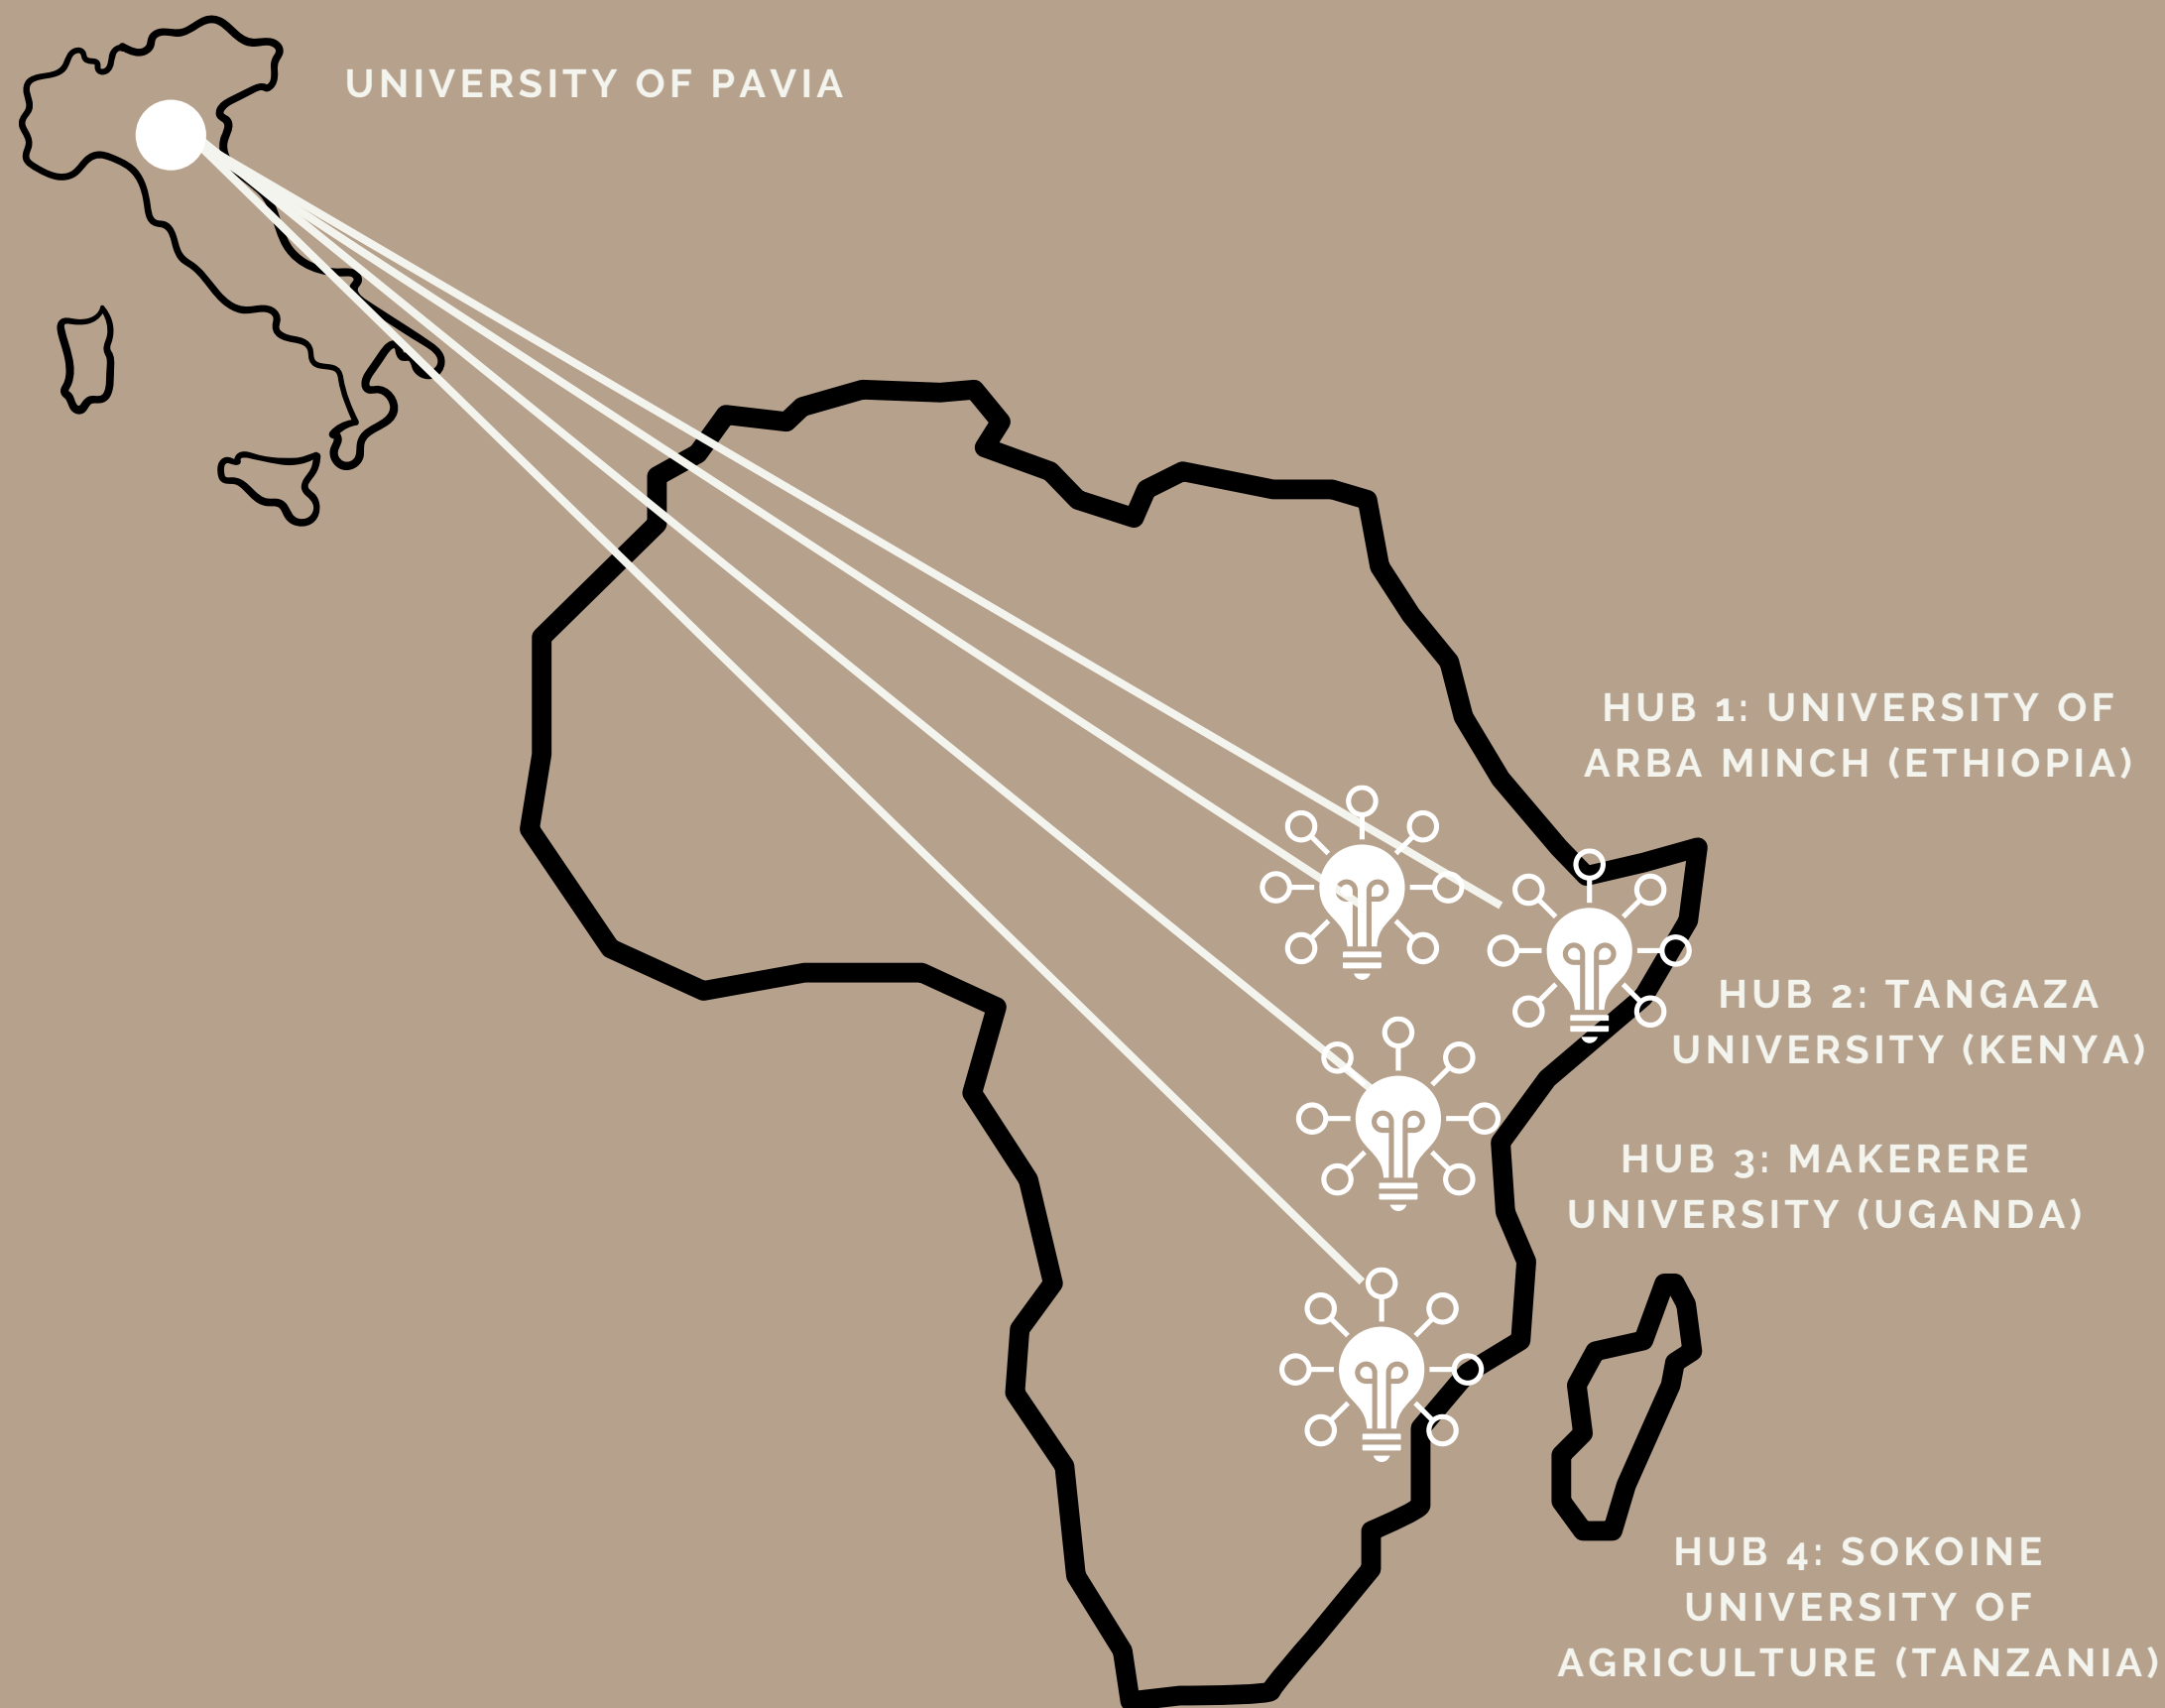 UNIVERSITY OF PAVIA
HUB 1: UNIVERSITY OF
ARBA MINCH (ETHIOPIA)
HUB 2: TANGAZA
UNIVERSITY (KENYA)
HUB 3: MAKERERE
UNIVERSITY (UGANDA)
HUB 4: SOKOINE
UNIVERSITY OF
AGRICULTURE (TANZANIA)